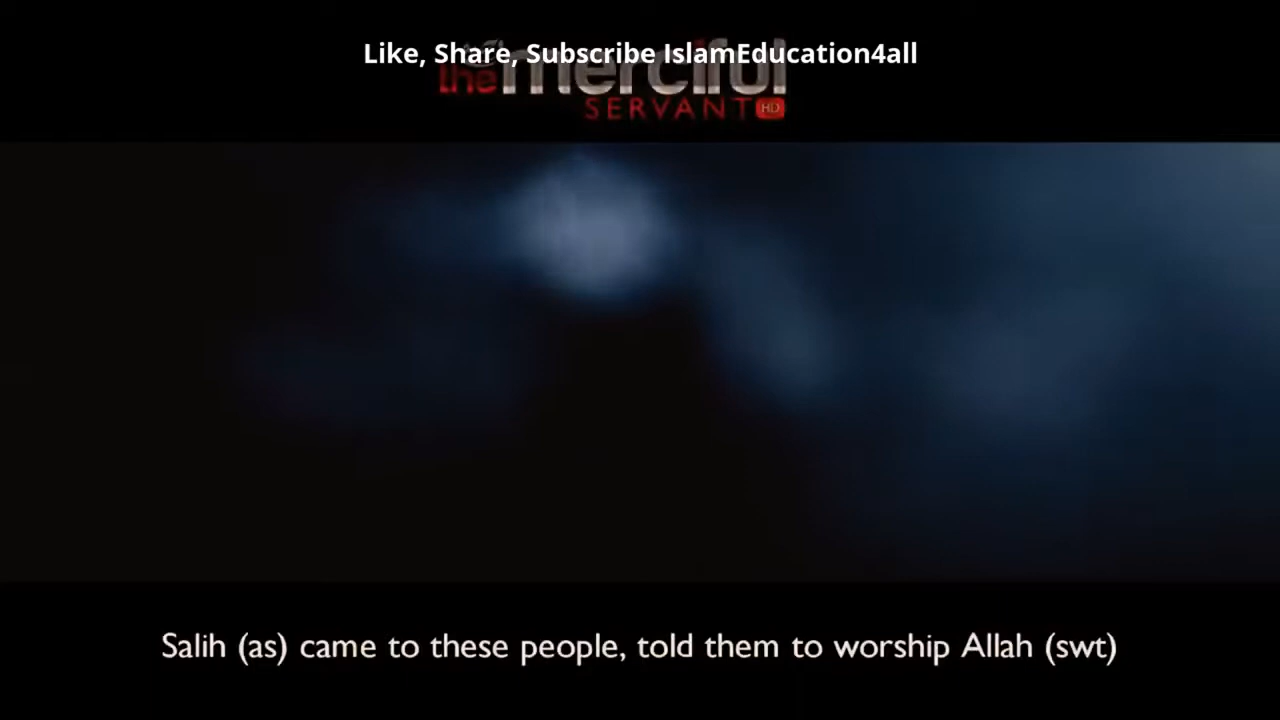 Like, Share, Subscribe IslamEducation4all
the merciful
SERVANT HD
Salih (as) came to these people, told them to worship Allah (swt)